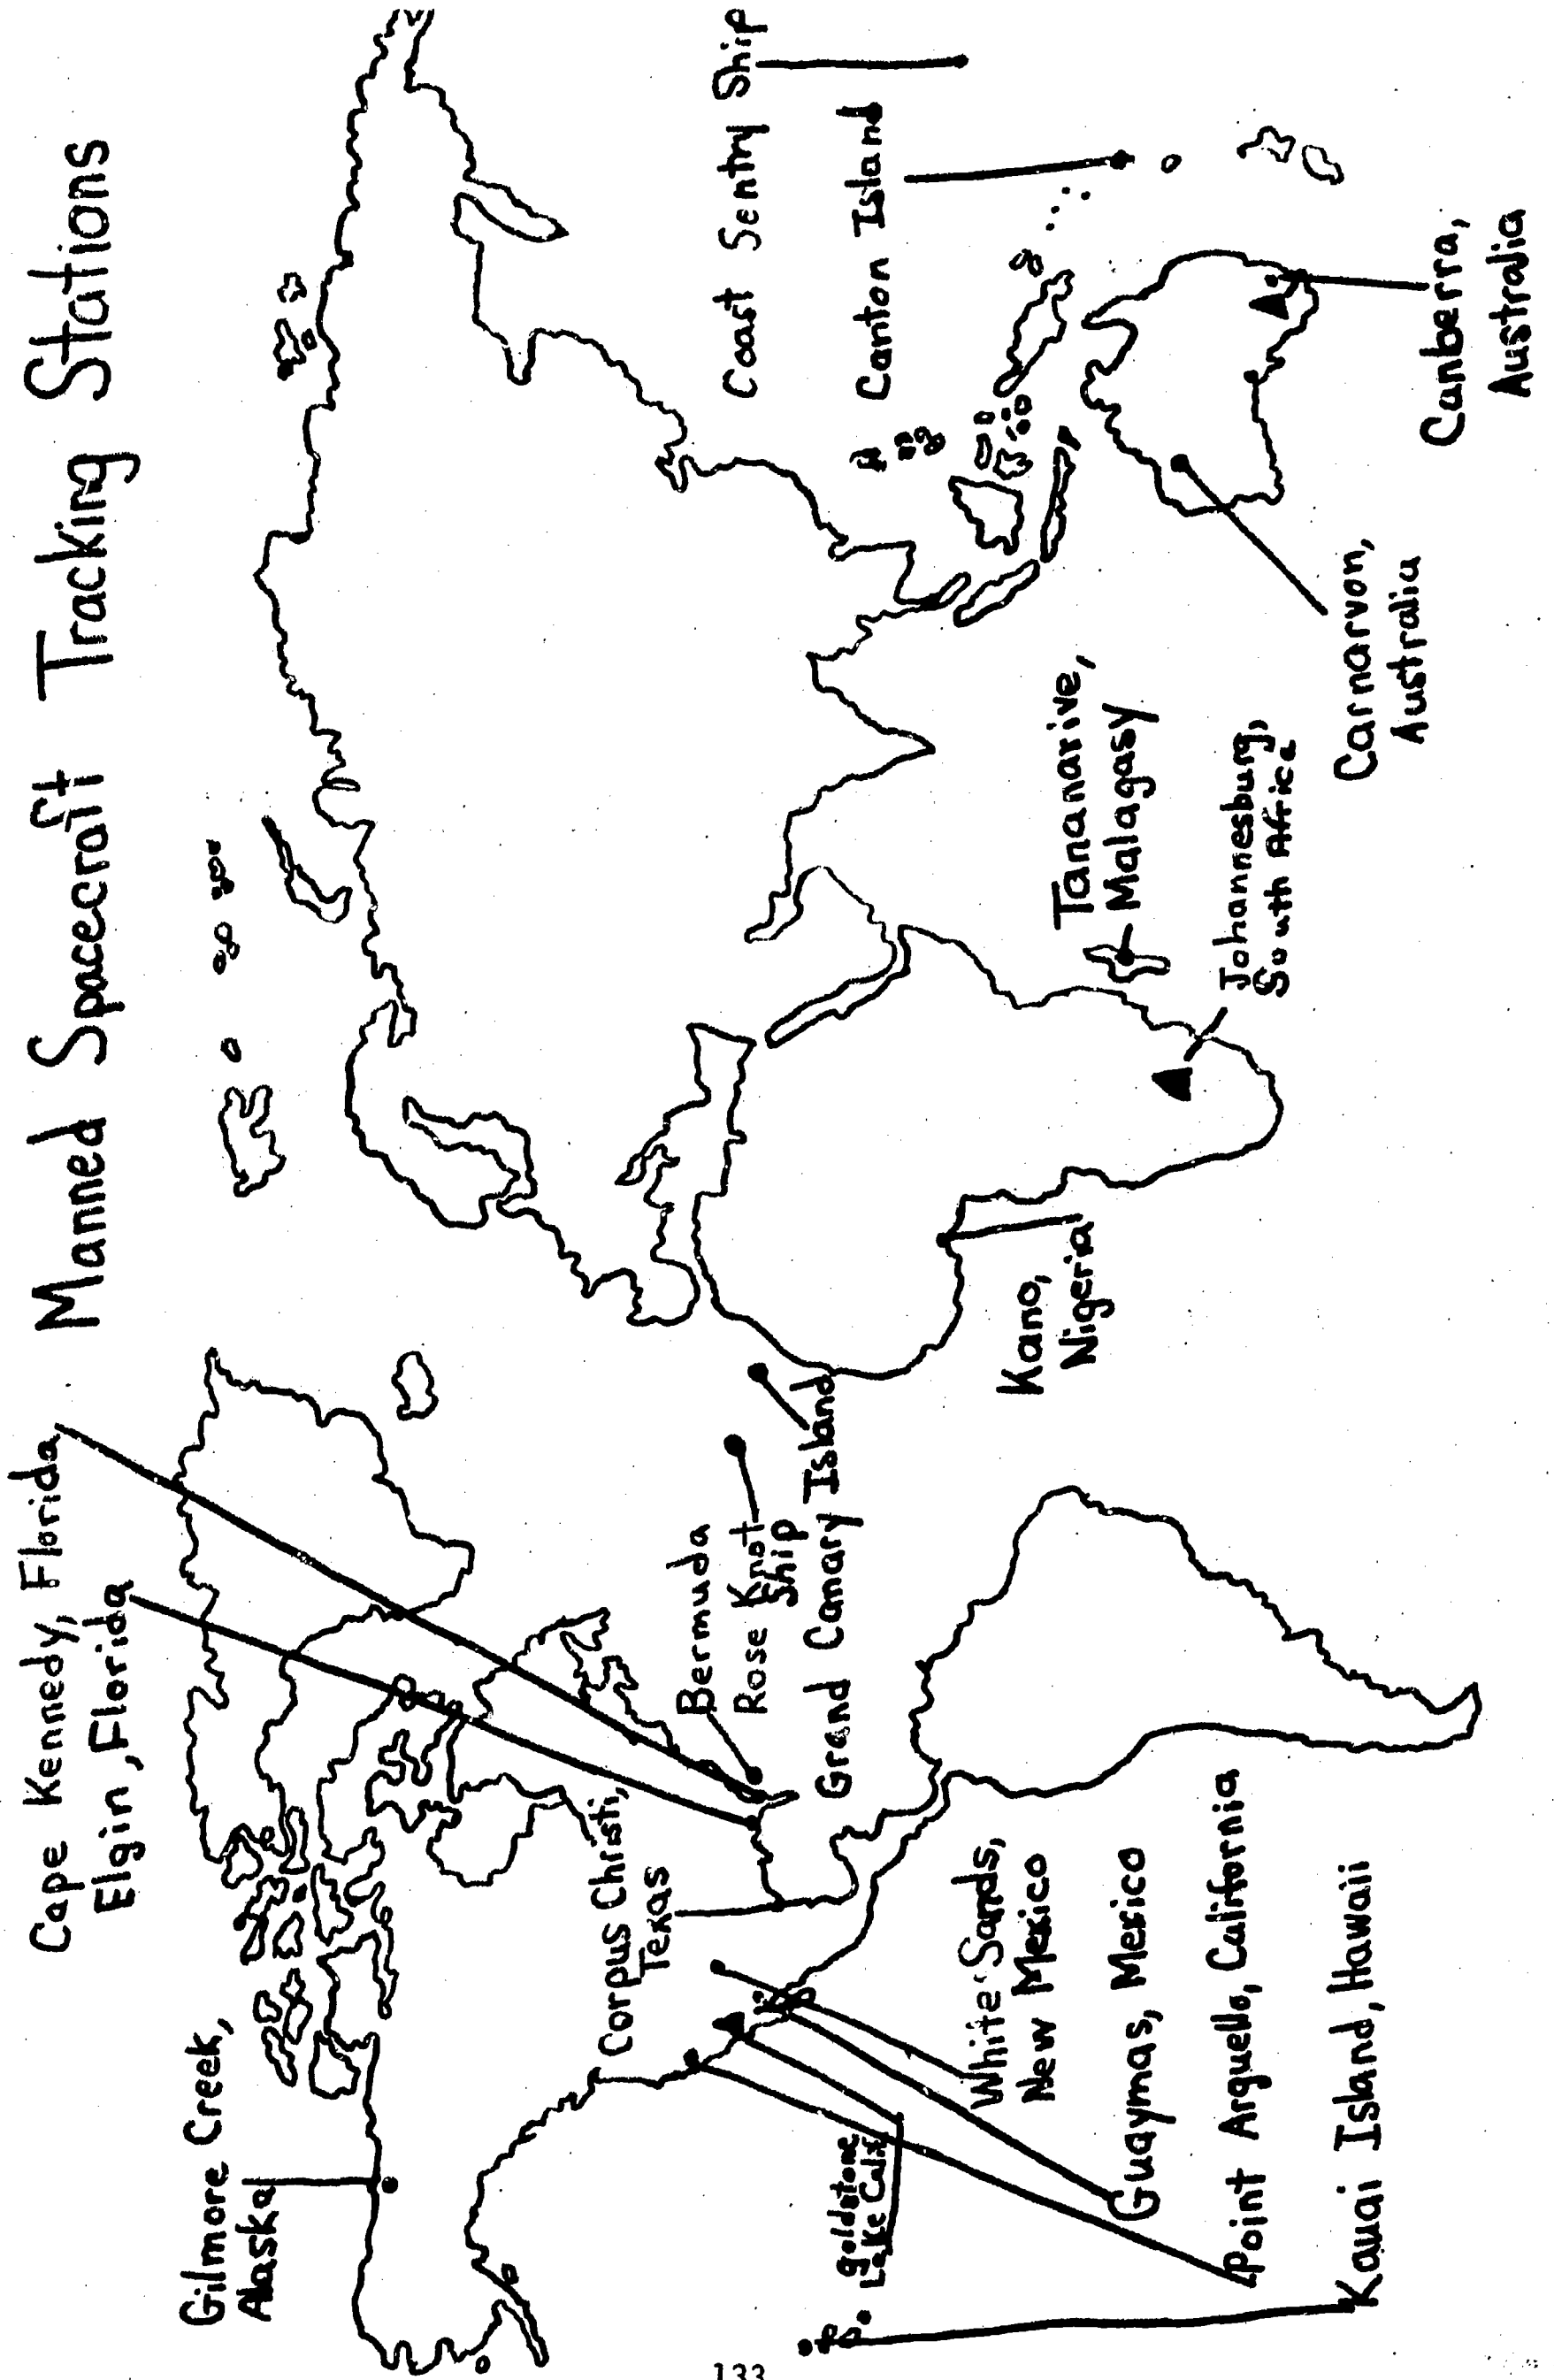 Manned Spacecraft Tracking Stations
Cape Kennedy, Florida
Elgin, Florida
Gilmore Creek,
Alaska
Corpus Christi,
Texas
Bermuda
Rose Knot
Ship
Grand Canary Island
Goldstone
Lake Calif
White Sands,
New Mexico
Guaymas, Mexico
Point Arguello, California
Kauai Island, Hawaii
Kano,
Nigeria
Tananarive,
Malagasy
Johannesburg,
South Africa
Coast Sentry Ship
Canton Island
Carnarvon,
Australia
Canberra,
Australia
133